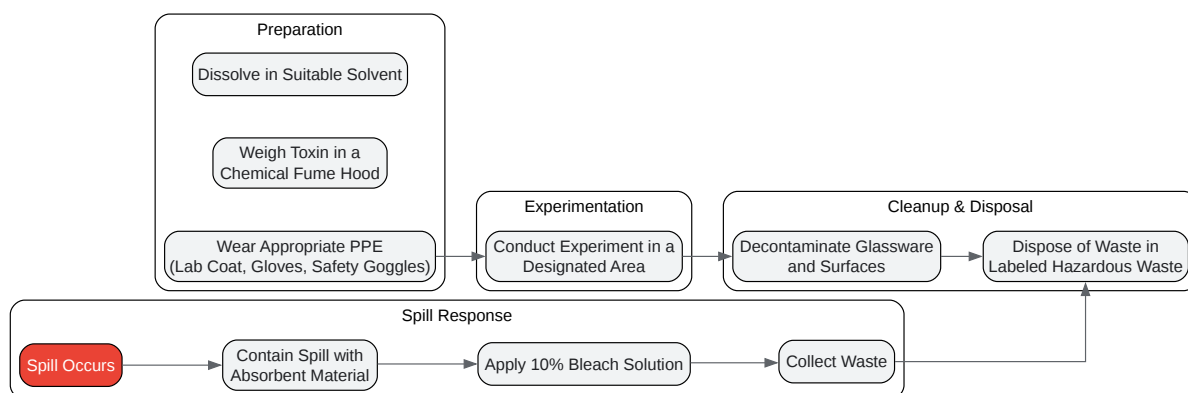 Preparation
Dissolve in Suitable Solvent
Weigh Toxin in a
Chemical Fume Hood
Wear Appropriate PPE
(Lab Coat, Gloves, Safety Goggles)
Experimentation
Conduct Experiment in a
Designated Area
Cleanup & Disposal
Decontaminate Glassware
and Surfaces
Dispose of Waste in
Labeled Hazardous Waste
Spill Response
Spill Occurs
Contain Spill with
Absorbent Material
Apply 10% Bleach Solution
Collect Waste